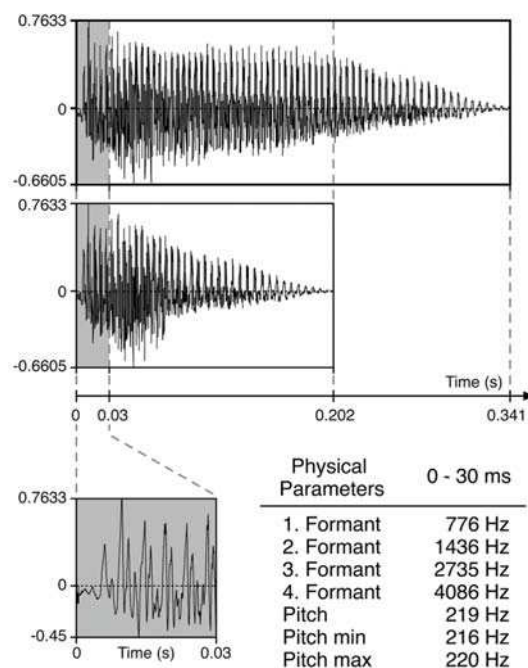 0.7633
0
-0.6605
0.7633
0
-0.6605
Time (s)
0 0.03 0.202 0.341
0.7633
0
-0.45
0 Time (s) 0.03
Physical Parameters 0 - 30 ms
1. Formant 776 Hz
2. Formant 1436 Hz
3. Formant 2735 Hz
4. Formant 4086 Hz
Pitch 219 Hz
Pitch min 216 Hz
Pitch max 220 Hz